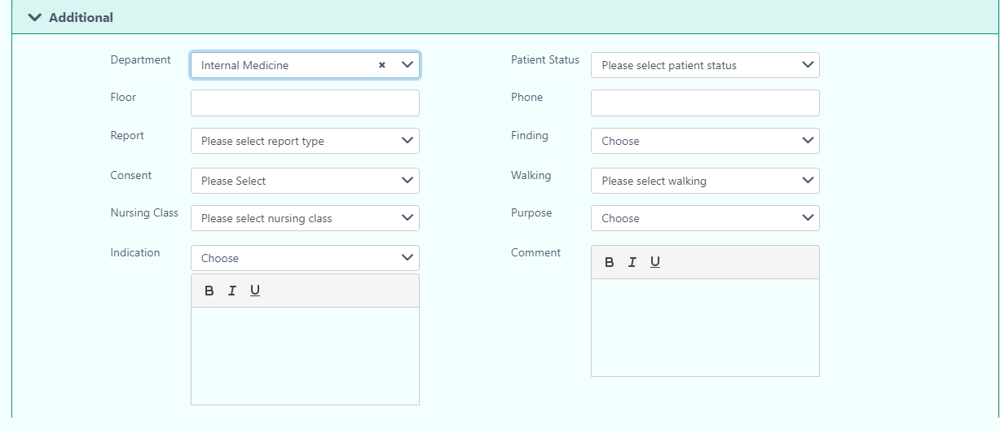 Additional
Department Internal Medicine × Patient Status Please select patient status
Floor Phone
Report Please select report type Finding Choose
Consent Please Select Walking Please select walking
Nursing Class Please select nursing class Purpose Choose
Indication Choose Comment B I U
B I U